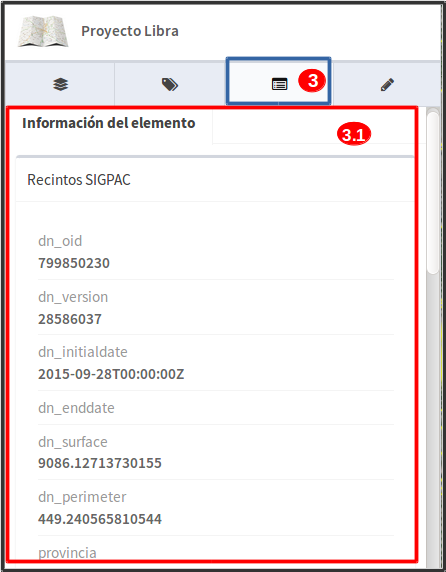 Proyecto Libra
3
Información del elemento
3.1
Recintos SIGPAC
dn_oid
799850230
dn_version
28586037
dn_initialdate
2015-09-28T00:00:00Z
dn_enddate
dn_surface
9086.12713730155
dn_perimeter
449.240565810544
provincia